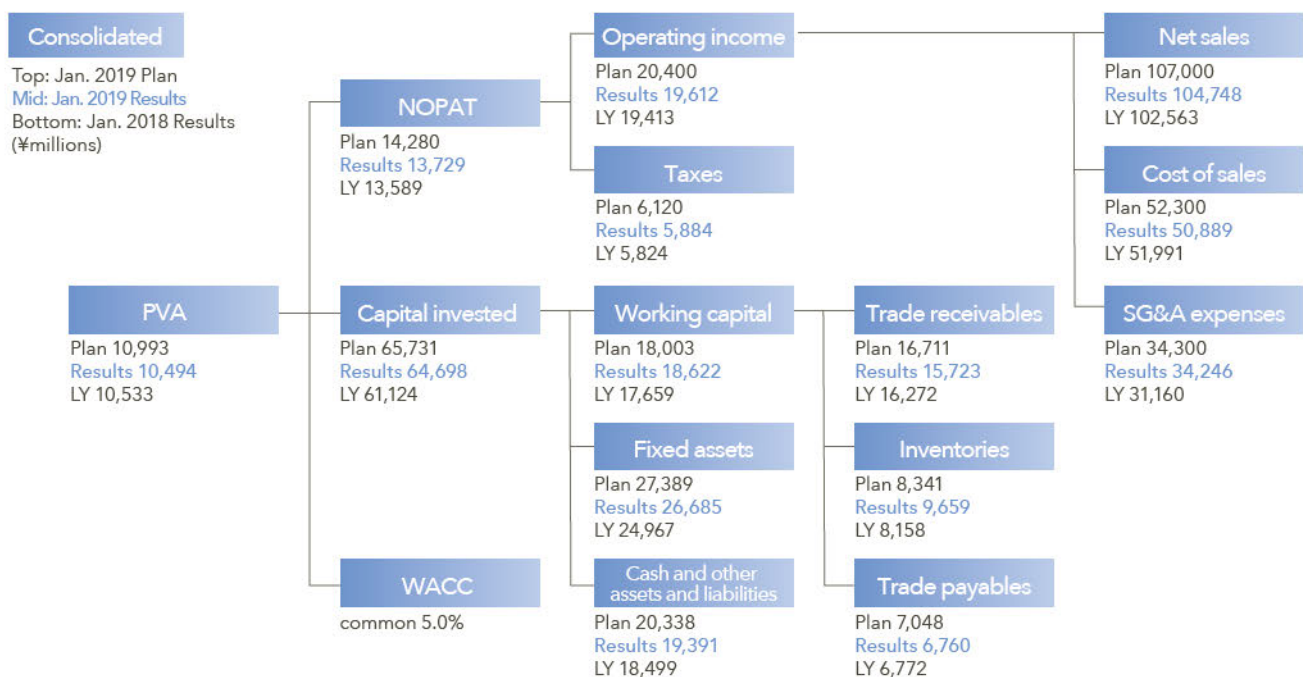 Consolidated
Top: Jan. 2019 Plan
Mid: Jan. 2019 Results
Bottom: Jan. 2018 Results
(¥millions)
PVA
Plan 10,993
Results 10,494
LY 10,533
NOPAT
Plan 14,280
Results 13,729
LY 13,589
Capital invested
Plan 65,731
Results 64,698
LY 61,124
WACC
common 5.0%
Operating income
Plan 20,400
Results 19,612
LY 19,413
Taxes
Plan 6,120
Results 5,884
LY 5,824
Working capital
Plan 18,003
Results 18,622
LY 17,659
Fixed assets
Plan 27,389
Results 26,685
LY 24,967
Cash and other
assets and liabilities
Plan 20,338
Results 19,391
LY 18,499
Trade receivables
Plan 16,711
Results 15,723
LY 16,272
Inventories
Plan 8,341
Results 9,659
LY 8,158
Trade payables
Plan 7,048
Results 6,760
LY 6,772
Net sales
Plan 107,000
Results 104,748
LY 102,563
Cost of sales
Plan 52,300
Results 50,889
LY 51,991
SG&A expenses
Plan 34,300
Results 34,246
LY 31,160